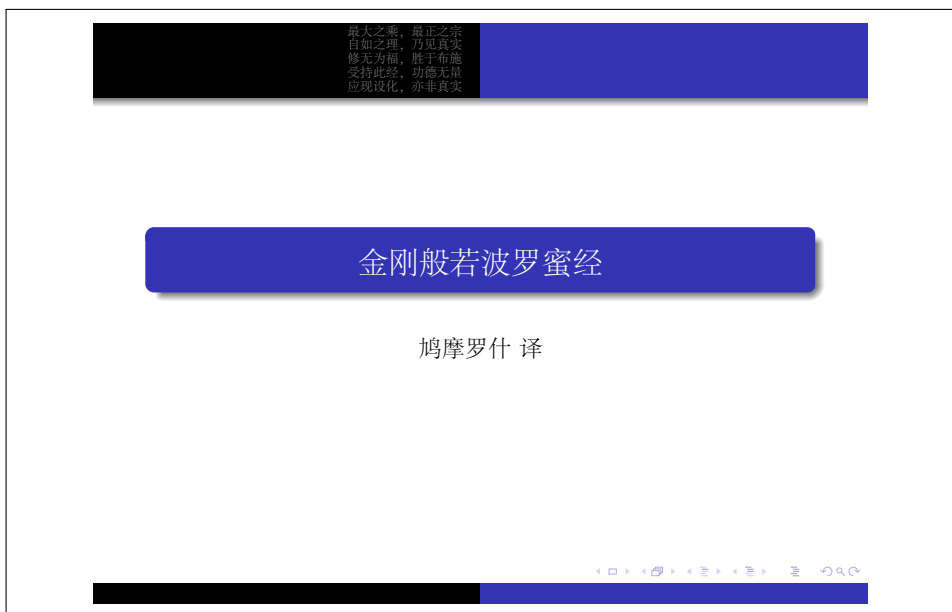 最大之乘，最正之宗
自如之理，乃见真实
修无为福，胜于布施
受持此经，功德无量
应现设化，亦非真实
金刚般若波罗蜜经
鸠摩罗什 译